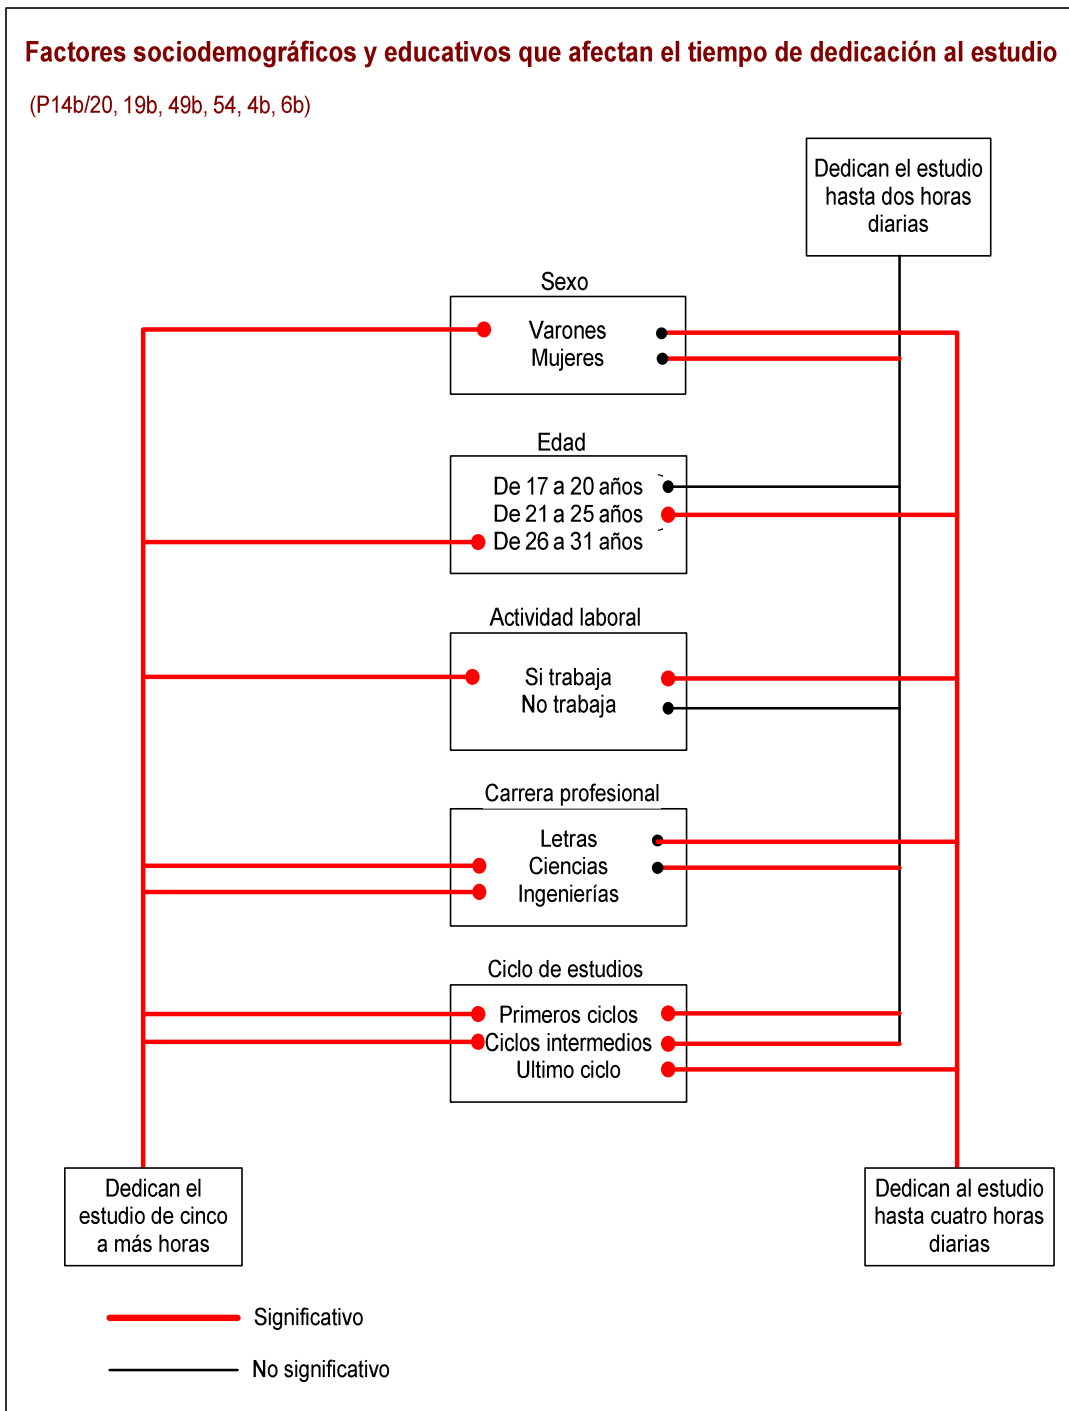 Factores sociodemográficos y educativos que afectan el tiempo de dedicación al estudio
(P14b/20, 19b, 49b, 54, 4b, 6b)
Dedican el estudio
hasta dos horas
diarias
Sexo
Varones
Mujeres
Edad
De 17 a 20 años
De 21 a 25 años
De 26 a 31 años
Actividad laboral
Si trabaja
No trabaja
Carrera profesional
Letras
Ciencias
Ingenierías
Ciclo de estudios
Primeros ciclos
Ciclos intermedios
Ultimo ciclo
Dedican el
estudio de cinco
a más horas
Dedican al estudio
hasta cuatro horas
diarias
Significativo
No significativo